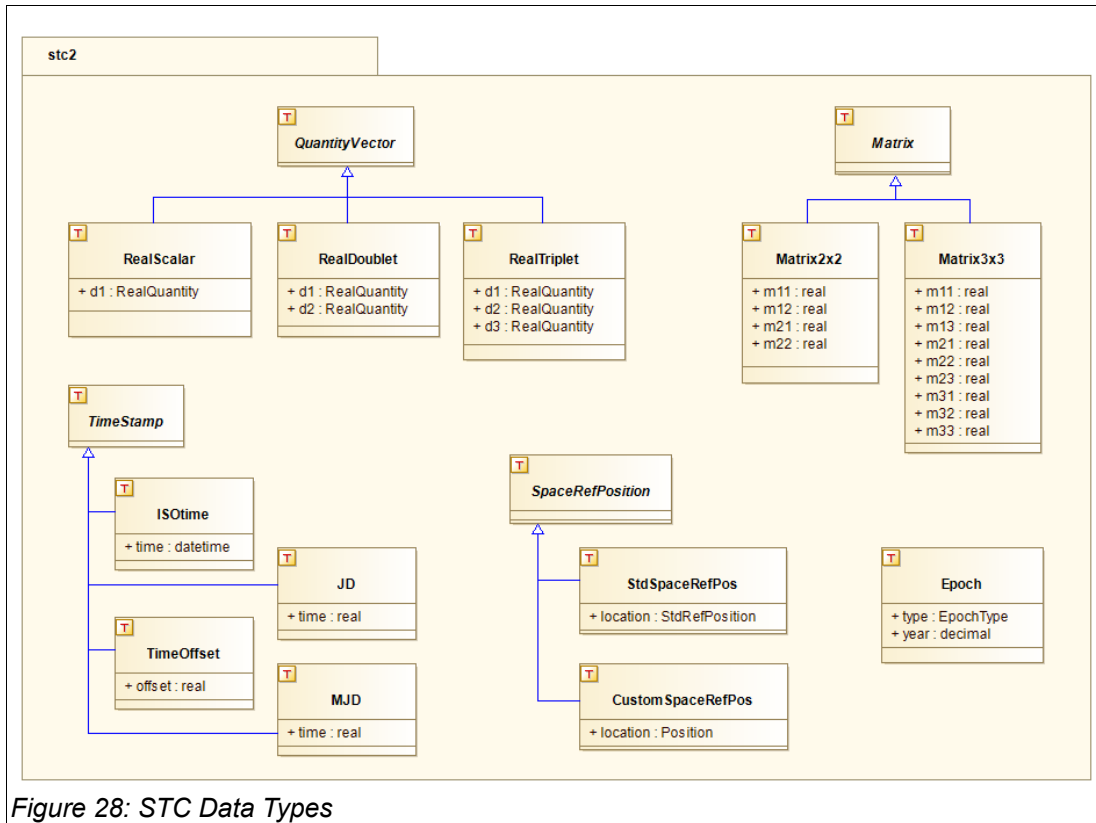 stc2
T
QuantityVector
T
Matrix
T
RealScalar
+ d1 : RealQuantity
T
RealDoublet
+ d1 : RealQuantity
+ d2 : RealQuantity
T
RealTriplet
+ d1 : RealQuantity
+ d2 : RealQuantity
+ d3 : RealQuantity
T
Matrix2x2
+ m11 : real
+ m12 : real
+ m21 : real
+ m22 : real
T
Matrix3x3
+ m11 : real
+ m12 : real
+ m13 : real
+ m21 : real
+ m22 : real
+ m23 : real
+ m31 : real
+ m32 : real
+ m33 : real
T
TimeStamp
T
ISOtime
+ time : datetime
T
JD
+ time : real
T
TimeOffset
+ offset : real
T
MJD
+ time : real
T
SpaceRefPosition
T
StdSpaceRefPos
+ location : StdRefPosition
T
CustomSpaceRefPos
+ location : Position
T
Epoch
+ type : EpochType
+ year : decimal
Figure 28: STC Data Types